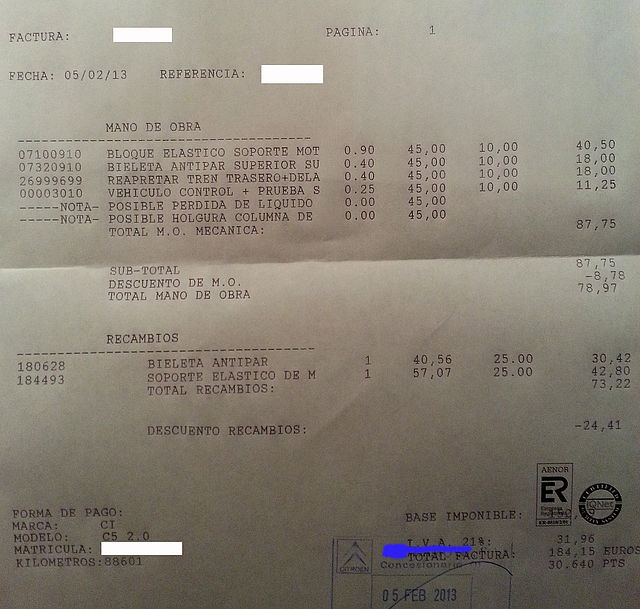 FACTURA: PAGINA: 1
FECHA: 05/02/13 REFERENCIA:
MANO DE OBRA
07100910 BLOQUE ELASTICO SOPORTE MOT 0.90 45,00 10,00 40,50
07320910 BIELETA ANTIPAR SUPERIOR SU 0.40 45,00 10,00 18,00
26999699 REAPRETAR TREN TRASERO+DELA 0.40 45,00 10,00 18,00
00003010 VEHICULO CONTROL + PRUEBA S 0.25 45,00 10,00 11,25
-----NOTA- POSIBLE PERDIDA DE LIQUIDO 0.00 45,00
-----NOTA- POSIBLE HOLGURA COLUMNA DE 0.00 45,00
TOTAL M.O. MECANICA: 87,75
SUB-TOTAL 87,75
DESCUENTO DE M.O. -8,78
TOTAL MANO DE OBRA 78,97
RECAMBIOS
180628 BIELETA ANTIPAR 1 40,56 25.00 30,42
184493 SOPORTE ELASTICO DE M 1 57,07 25.00 42,80
TOTAL RECAMBIOS: 73,22
DESCUENTO RECAMBIOS: -24,41
AENOR
ER
IQNet
FORMA DE PAGO:
MARCA: CI
MODELO: C5 2.0
MATRICULA:
KILOMETROS:88601
BASE IMPONIBLE:
I.V.A. 21%: 31,96
TOTAL FACTURA: 184,15 EUROS
30.640 PTS
CITROËN
Concesionario
05 FEB 2013